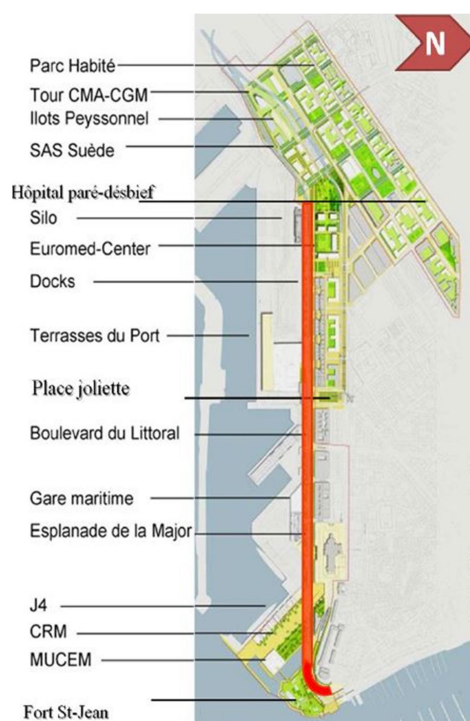 N
Parc Habité
Tour CMA-CGM
Ilots Peyssonnel
SAS Suède
Hôpital paré-désbief
Silo
Euromed-Center
Docks
Terrasses du Port
Place joliette
Boulevard du Littoral
Gare maritime
Esplanade de la Major
J4
CRM
MUCEM
Fort St-Jean